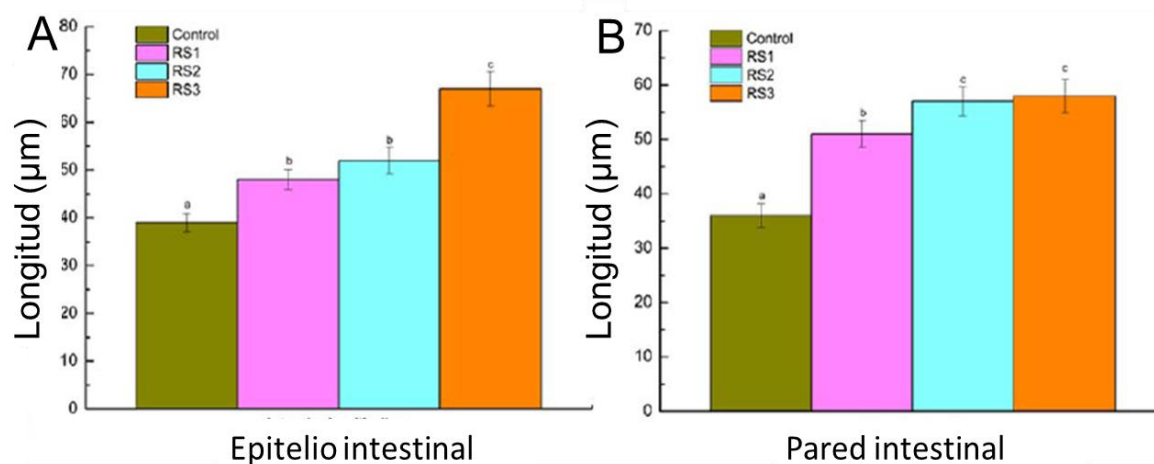 A
80
70
60
50
40
30
20
10
0
Longitud (µm)
Control
RS1
RS2
RS3
a
b
b
c
Epitelio intestinal
B
70
60
50
40
30
20
10
0
Longitud (µm)
Control
RS1
RS2
RS3
a
b
c
c
Pared intestinal